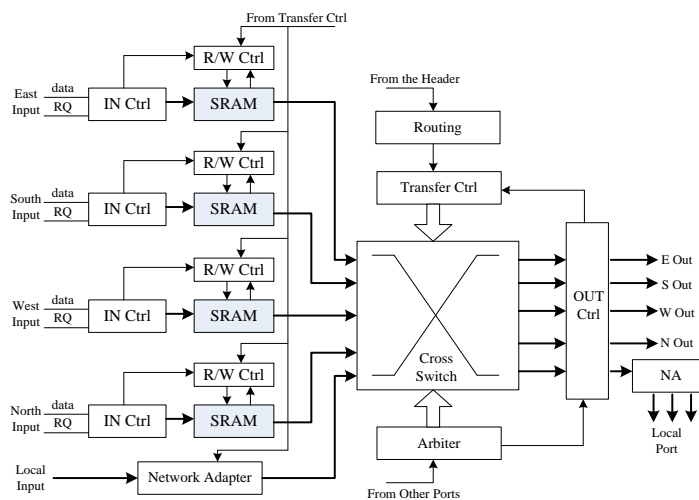 From Transfer Ctrl
R/W Ctrl
East
Input
data
RQ
IN Ctrl
SRAM
R/W Ctrl
South
Input
data
RQ
IN Ctrl
SRAM
R/W Ctrl
West
Input
data
RQ
IN Ctrl
SRAM
R/W Ctrl
North
Input
data
RQ
IN Ctrl
SRAM
Local
Input
Network Adapter
From the Header
Routing
Transfer Ctrl
Cross
Switch
Arbiter
From Other Ports
OUT
Ctrl
E Out
S Out
W Out
N Out
NA
Local
Port